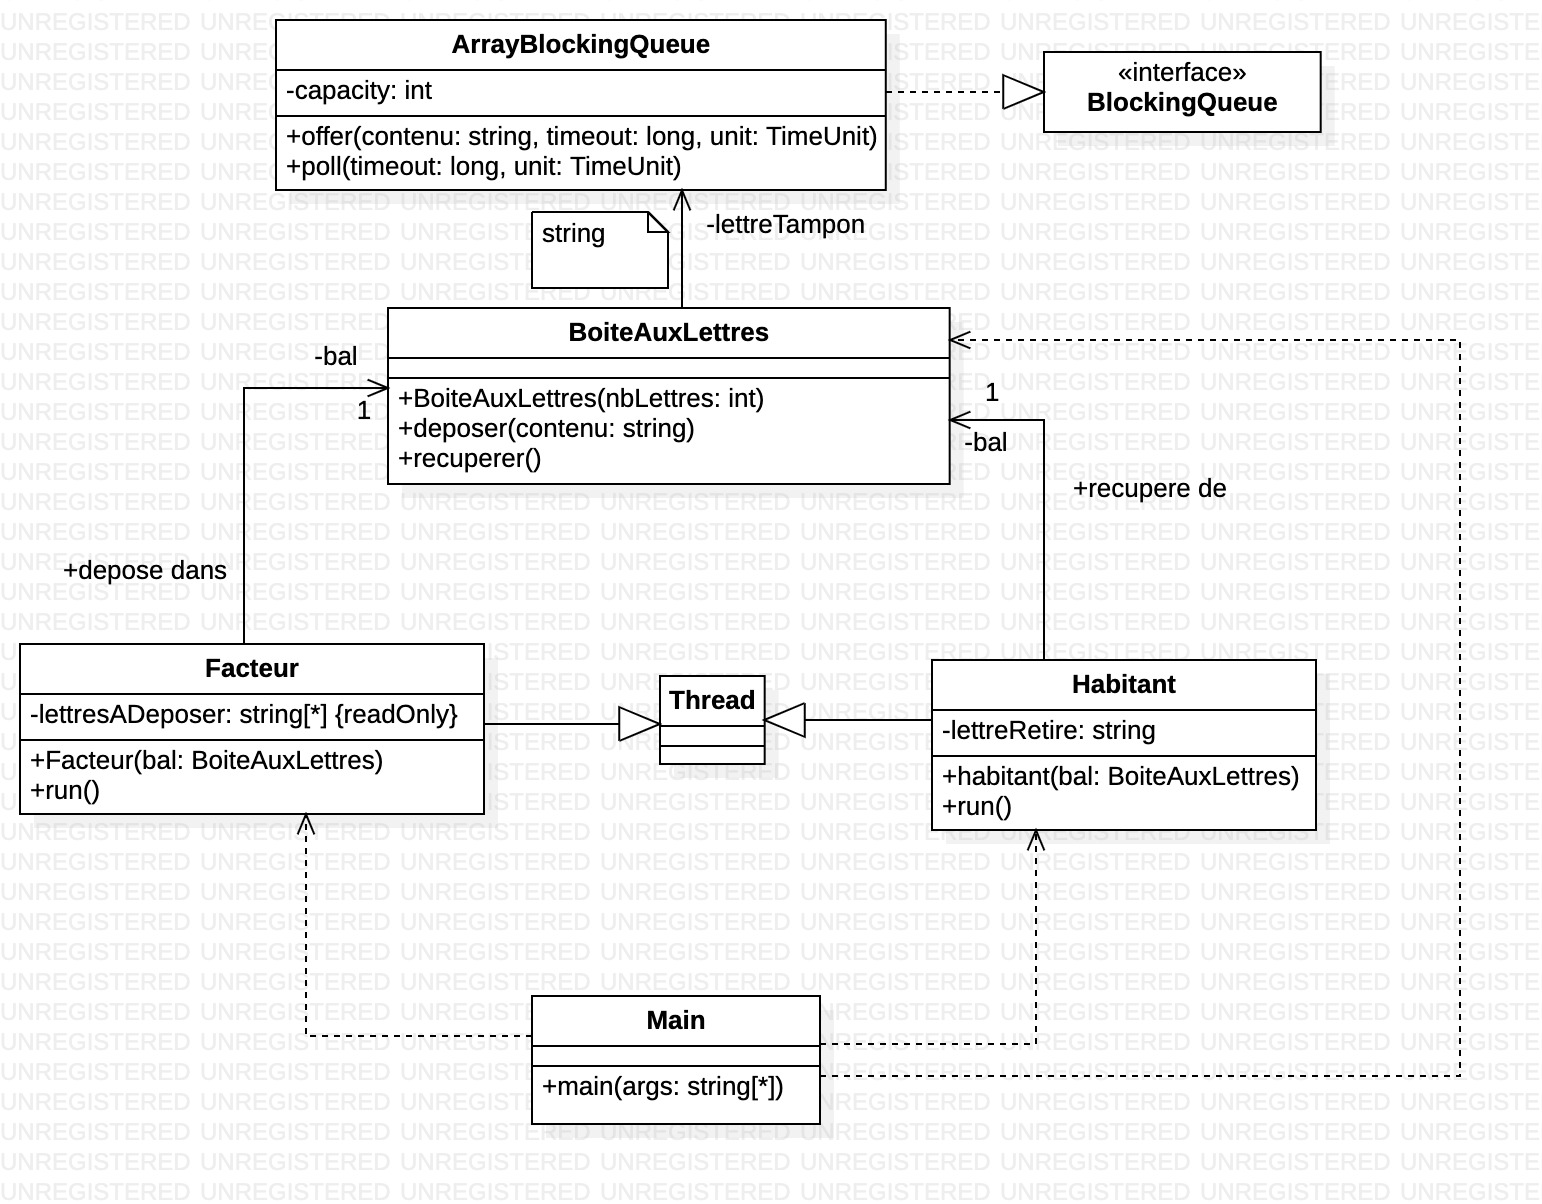 ArrayBlockingQueue
-capacity: int
+offer(contenu: string, timeout: long, unit: TimeUnit)
+poll(timeout: long, unit: TimeUnit)
«interface»
BlockingQueue
string
-lettreTampon
BoiteAuxLettres
+BoiteAuxLettres(nbLettres: int)
+deposer(contenu: string)
+recuperer()
-bal
1
1
-bal
+recupere de
+depose dans
Facteur
-lettresADeposer: string[*] {readOnly}
+Facteur(bal: BoiteAuxLettres)
+run()
Thread
Habitant
-lettreRetire: string
+habitant(bal: BoiteAuxLettres)
+run()
Main
+main(args: string[*])
UNREGISTERED UNREGISTERED UNREGISTERED UNREGISTERED UNREGISTERED UNREGISTERED UNREGISTERED UNREGISTE